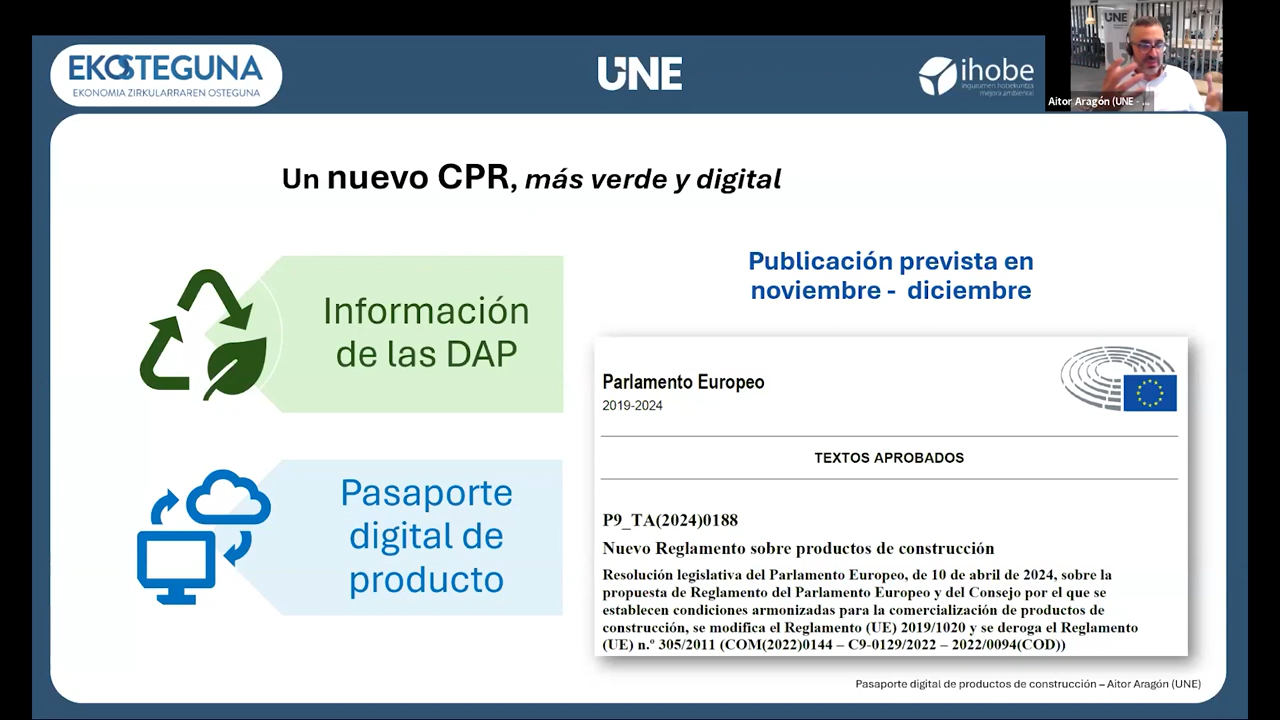 EKOSTEGUNA
EKONOMIA ZIRKULARRAREN OSTEGUNA
UNE
ihobe
ingurumen hobekuntza
mejora ambiental
UNE
Aitor Aragón (UNE - ...
Un nuevo CPR, más verde y digital
Información
de las DAP
Pasaporte
digital de
producto
Publicación prevista en
noviembre - diciembre
Parlamento Europeo
2019-2024
TEXTOS APROBADOS
P9_TA(2024)0188
Nuevo Reglamento sobre productos de construcción
Resolución legislativa del Parlamento Europeo, de 10 de abril de 2024, sobre la
propuesta de Reglamento del Parlamento Europeo y del Consejo por el que se
establecen condiciones armonizadas para la comercialización de productos de
construcción, se modifica el Reglamento (UE) 2019/1020 y se deroga el Reglamento
(UE) n.º 305/2011 (COM(2022)0144 – C9-0129/2022 – 2022/0094(COD))
Pasaporte digital de productos de construcción – Aitor Aragón (UNE)